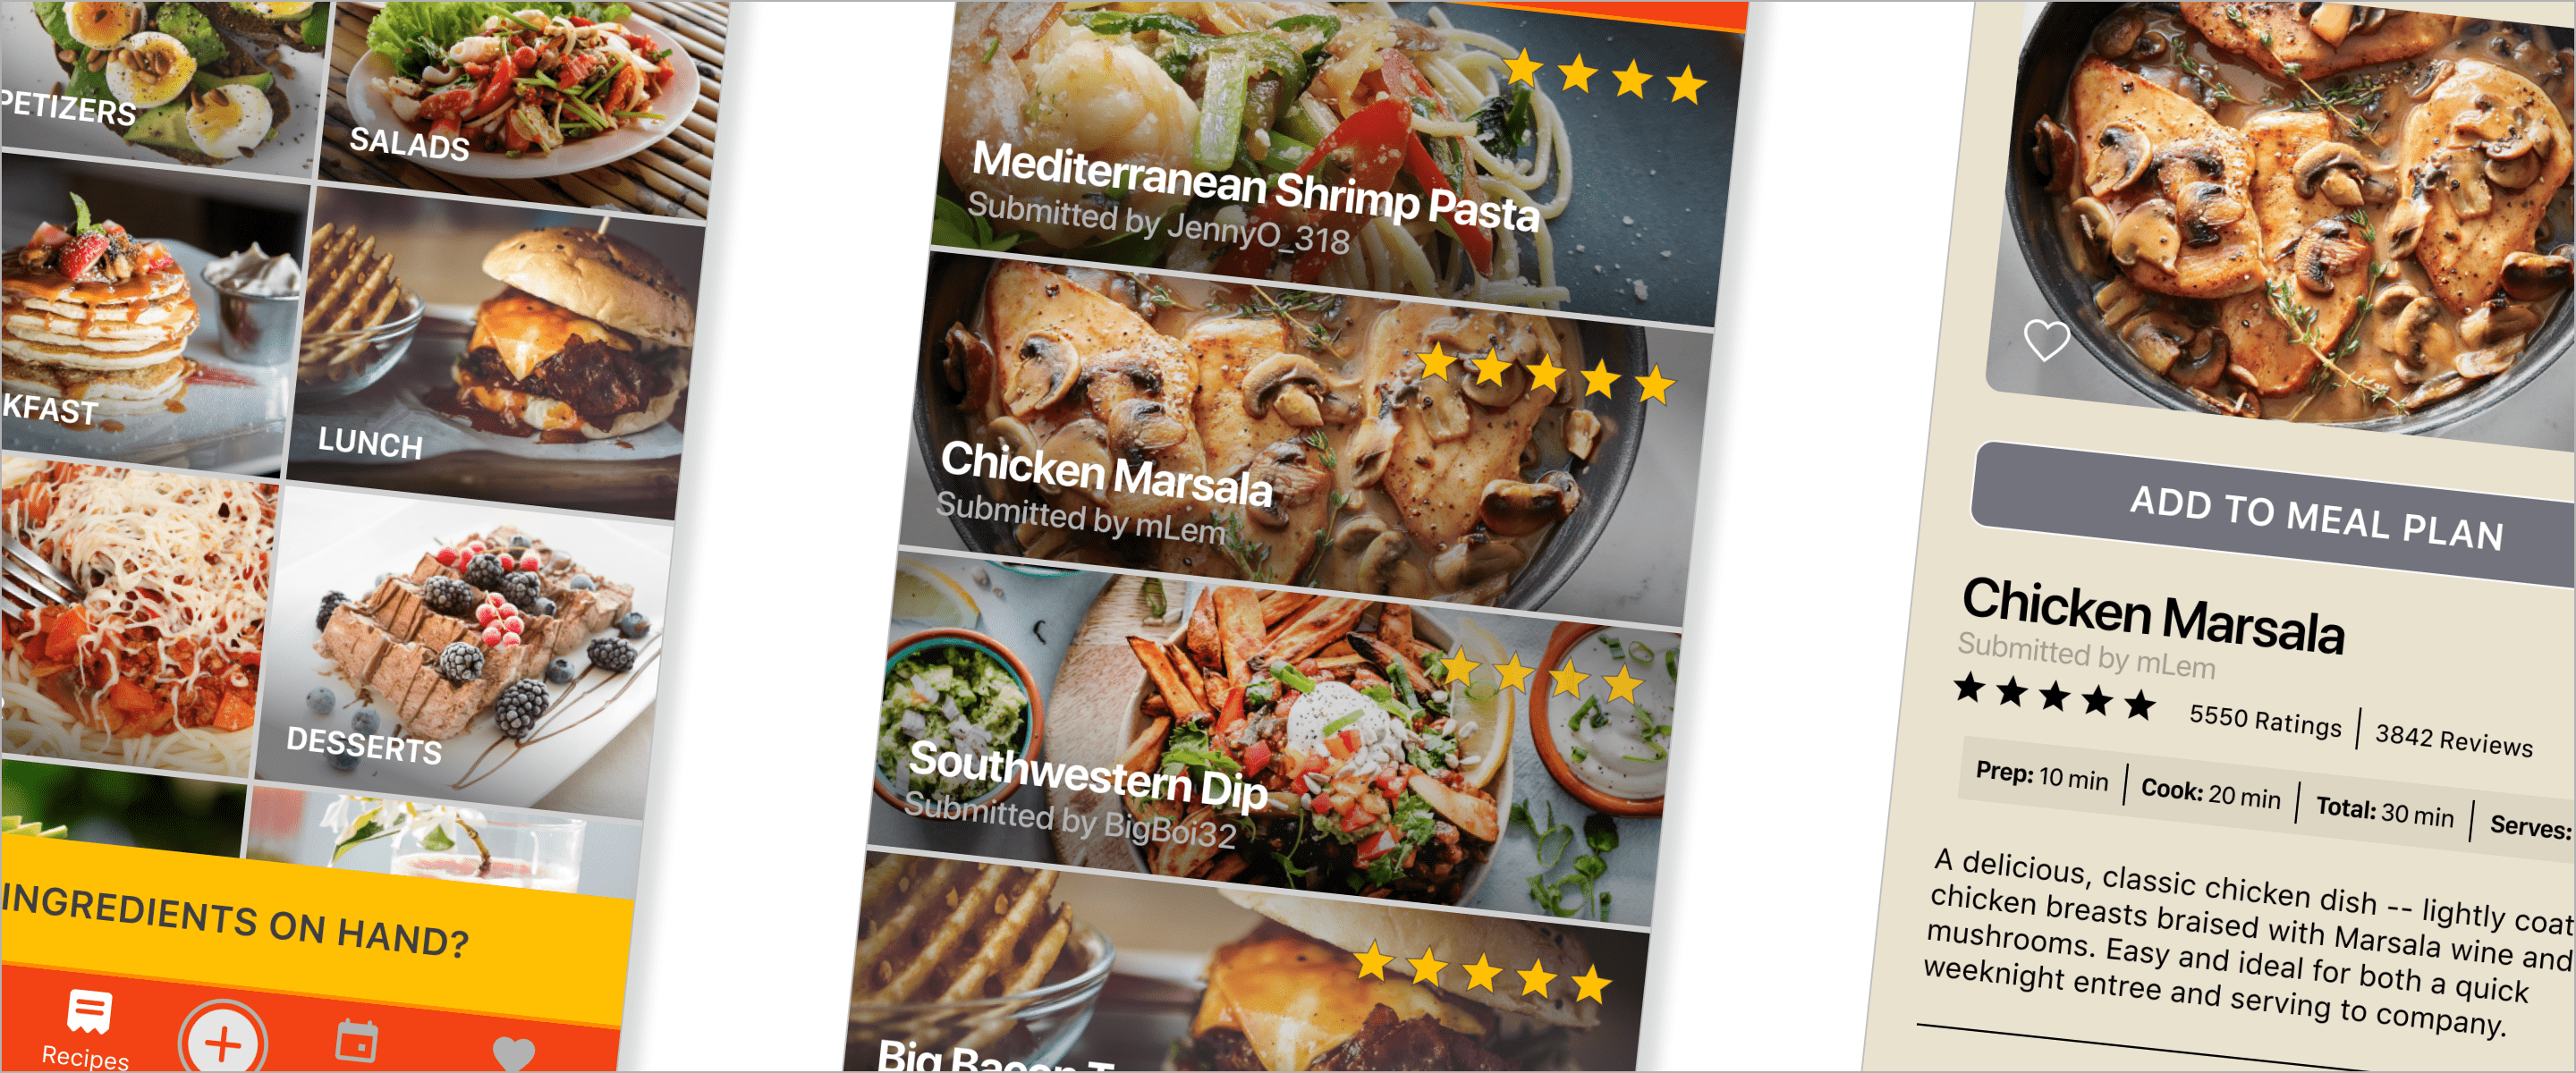 PETIZERS
SALADS
KFAST
LUNCH
DESSERTS
INGREDIENTS ON HAND?
Recipes
Mediterranean Shrimp Pasta
Submitted by JennyO_318
Chicken Marsala
Submitted by mLem
Southwestern Dip
Submitted by BigBoi32
Big Bacon
ADD TO MEAL PLAN
Chicken Marsala
Submitted by mLem
5550 Ratings | 3842 Reviews
Prep: 10 min | Cook: 20 min | Total: 30 min | Serves:
A delicious, classic chicken dish -- lightly coat
chicken breasts braised with Marsala wine and
mushrooms. Easy and ideal for both a quick
weeknight entree and serving to company.